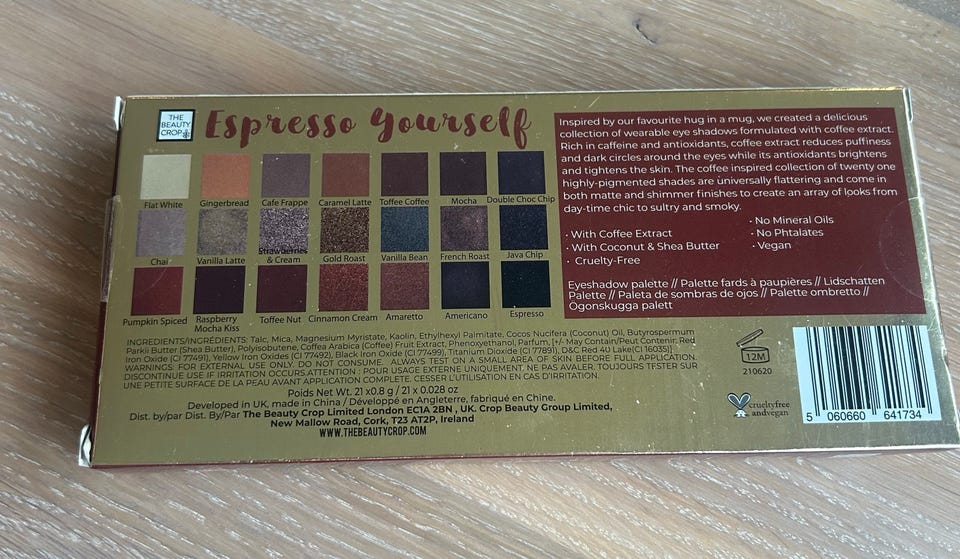 THE
BEAUTY
CROP
Espresso Yourself
Flat White
Gingerbread
Cafe Frappe
Caramel Latte
Toffee Coffee
Mocha
Double Choc Chip
Chai
Vanilla Latte
Strawberries
& Cream
Gold Roast
Vanilla Bean
French Roast
Java Chip
Pumpkin Spiced
Raspberry
Mocha Kiss
Toffee Nut
Cinnamon Cream
Amaretto
Americano
Espresso
Inspired by our favourite hug in a mug, we created a delicious
collection of wearable eye shadows formulated with coffee extract.
Rich in caffeine and antioxidants, coffee extract reduces puffiness
and dark circles around the eyes while its antioxidants brightens
and tightens the skin. The coffee inspired collection of twenty one
highly-pigmented shades are universally flattering and come in
both matte and shimmer finishes to create an array of looks from
day-time chic to sultry and smoky.
· With Coffee Extract
· With Coconut & Shea Butter
· Cruelty-Free
· No Mineral Oils
· No Phtalates
· Vegan
Eyeshadow palette // Palette fards à paupières // Lidschatten
Palette // Paleta de sombras de ojos // Palette ombretto //
Ögonskugga palett
INGREDIENTS/INGRÉDIENTS: Talc, Mica, Magnesium Myristate, Kaolin, Ethylhexyl Palmitate, Cocos Nucifera (Coconut) Oil, Butyrospermum
Parkii Butter (Shea Butter), Polyisobutone, Coffea Arabica (Coffee) Fruit Extract, Phenoxyethanol, Parfum, [+/- May Contain/Peut Contenir: Red
Iron Oxide (CI 77491), Yellow Iron Oxides (CI 77492), Black Iron Oxide (CI 77499), Titanium Dioxide (CI 77891), D&C Red 40 Lake(CI 16035)].
WARNINGS: FOR EXTERNAL USE ONLY. DO NOT CONSUME. ALWAYS TEST ON A SMALL AREA OF SKIN BEFORE FULL APPLICATION.
DISCONTINUE USE IF IRRITATION OCCURS.ATTENTION : POUR USAGE EXTERNE UNIQUEMENT. NE PAS AVALER. TOUJOURS TESTER SUR
UNE PETITE SURFACE DE LA PEAU AVANT APPLICATION COMPLETE. CESSER L'UTILISATION EN CAS D'IRRITATION.
Poids Net Wt. 21 x0.8 g / 21 x 0.028 oz
Developed in UK, made in China / Développé en Angleterre, fabriqué en Chine.
Dist. by/par Dist. By/Par The Beauty Crop Limited London EC1A 2BN , UK. Crop Beauty Group Limited,
New Mallow Road, Cork, T23 AT2P, Ireland
WWW.THEBEAUTYCROP.COM
12M
210620
crueltyfree
andvegan
5 060660 641734